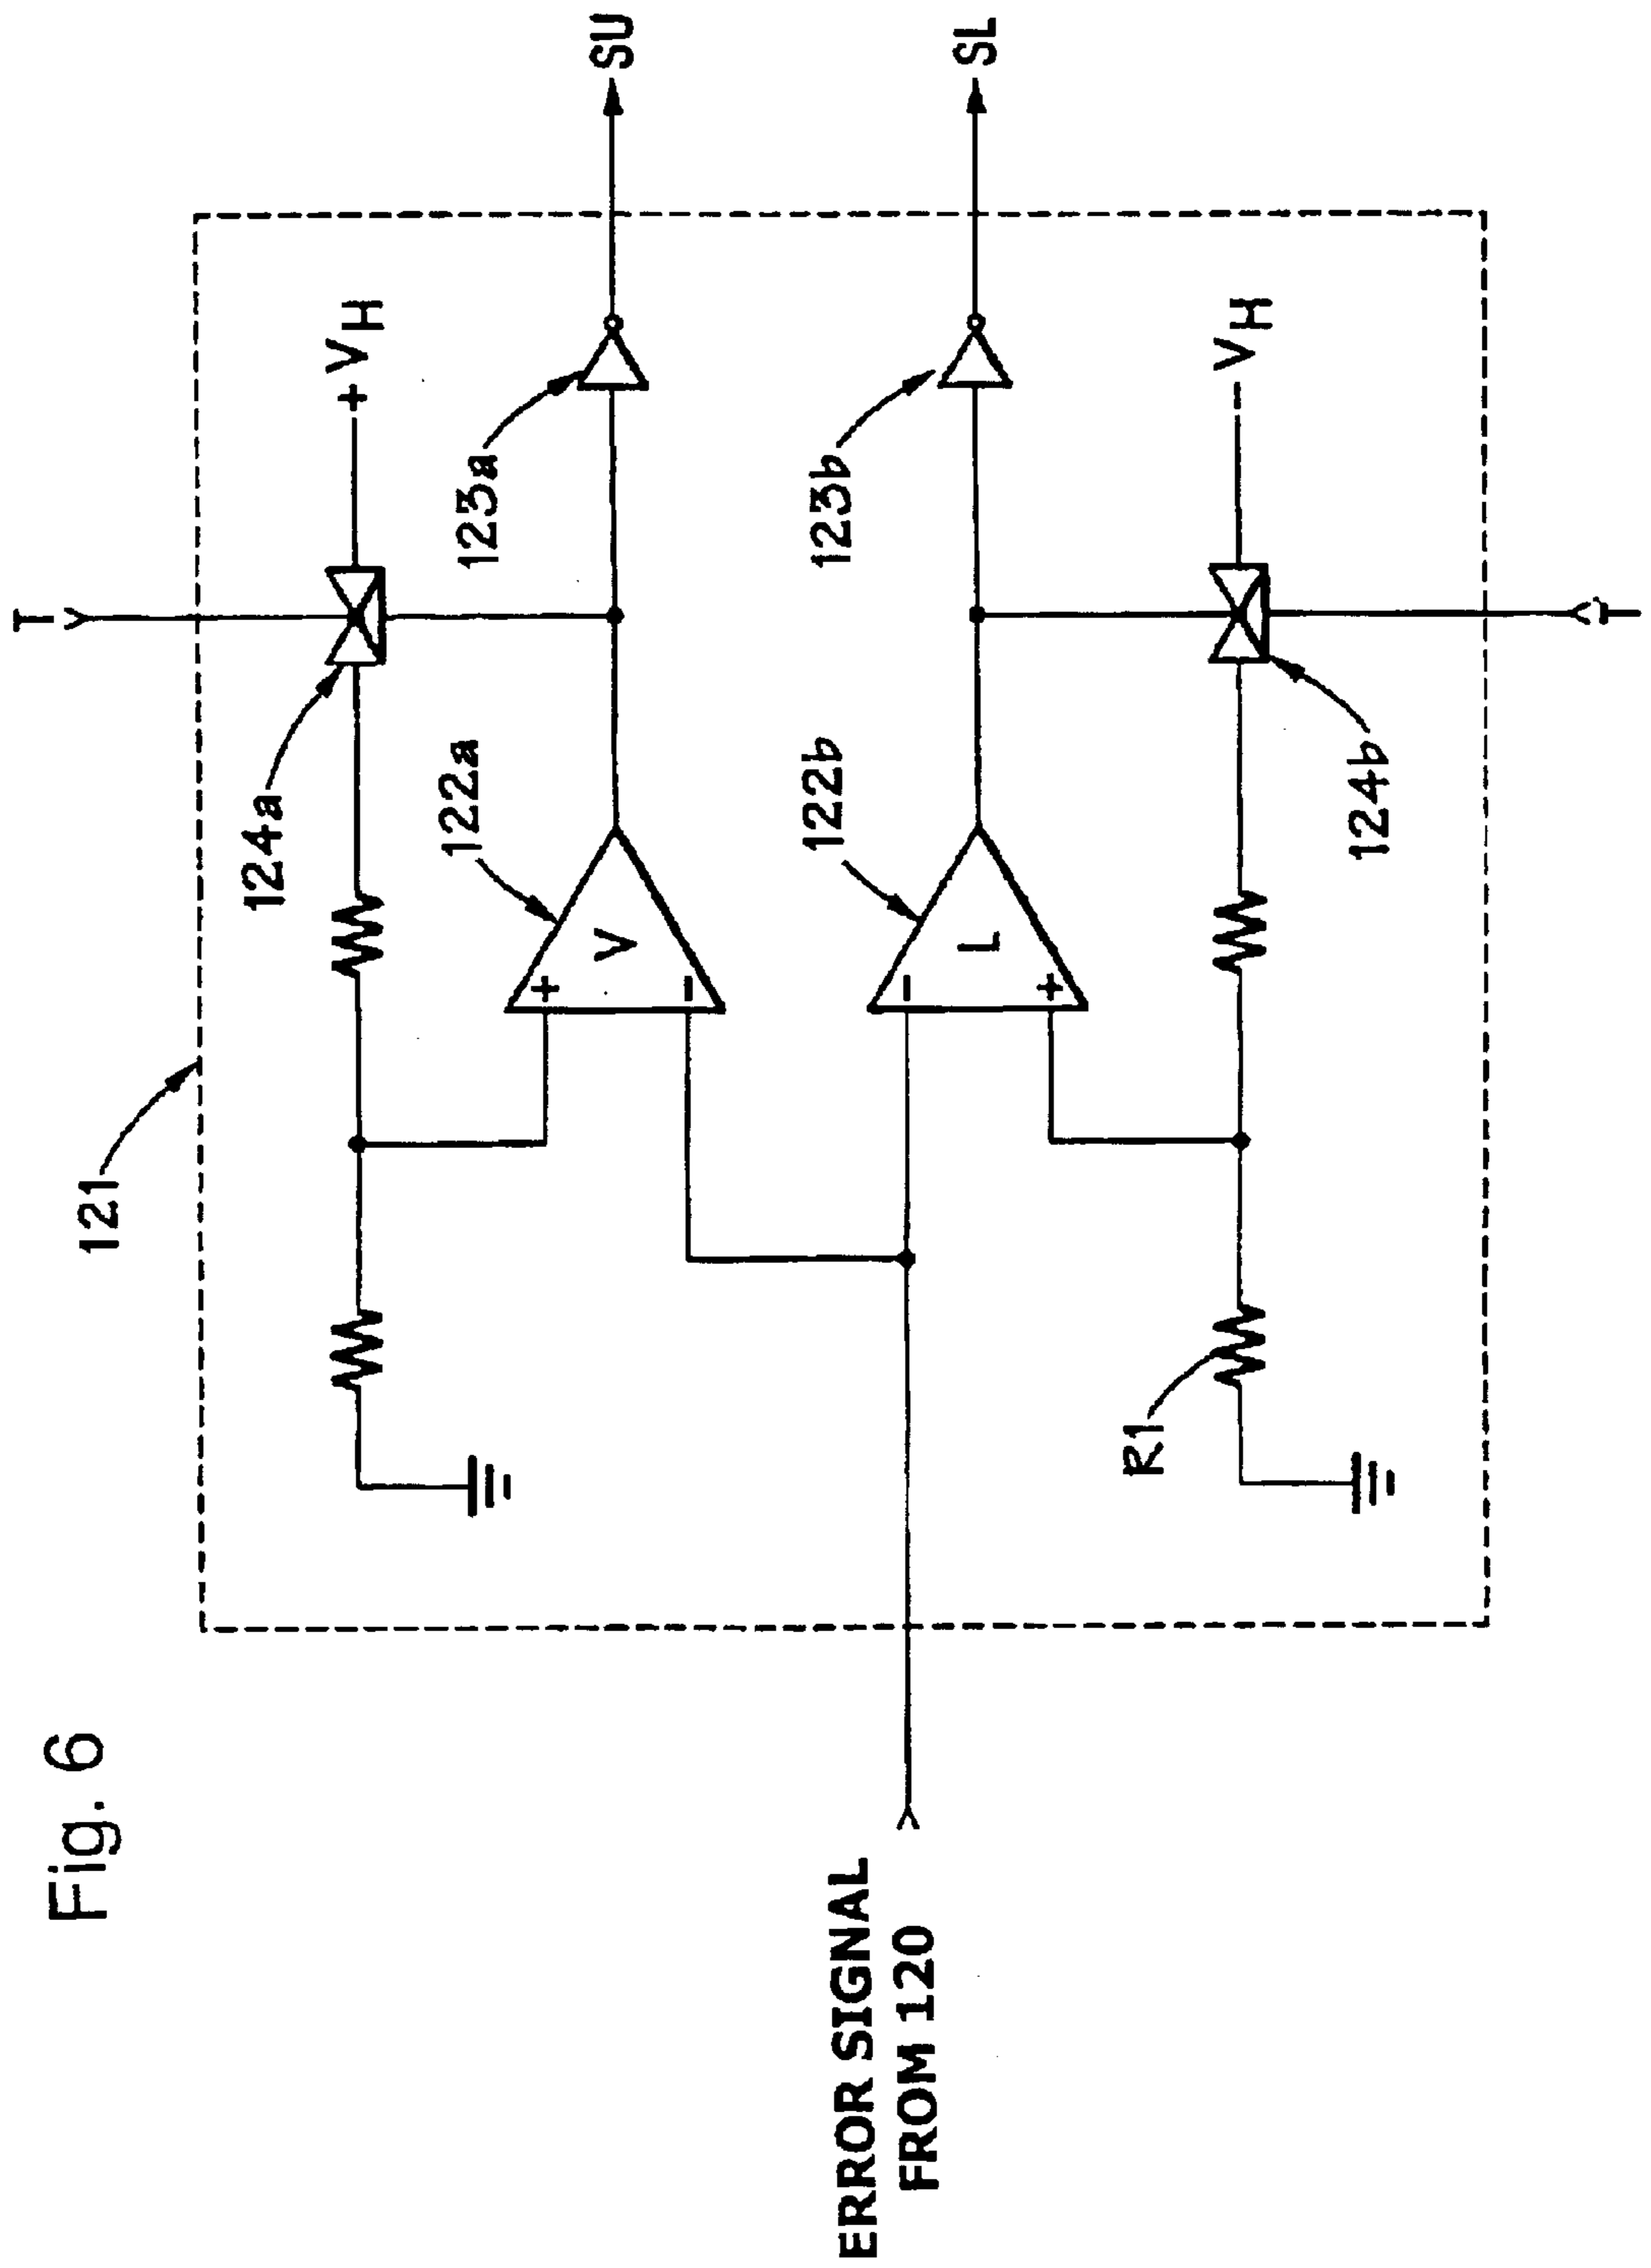 Fig. 6
121
T
124a
+ VH
122a
V
+
-
123a
SU
ERROR SIGNAL
FROM 120
122b
L
-
+
123b
SL
R1
124b
- VH
T